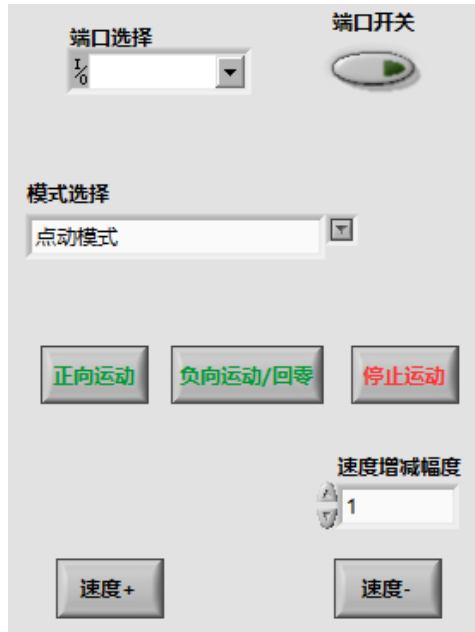 端口选择
端口开关
I/O
模式选择
点动模式
正向运动
负向运动/回零
停止运动
速度增减幅度
1
速度+
速度-